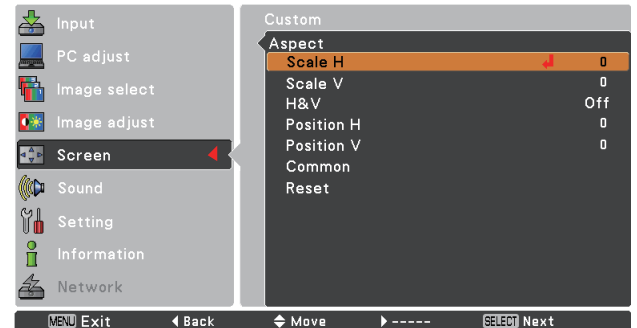 Input
PC adjust
Image select
Image adjust
Screen
Sound
Setting
Information
Network
Custom
Aspect
Scale H 0
Scale V 0
H&V Off
Position H 0
Position V 0
Common
Reset
MENU Exit Back Move ----- SELECT Next